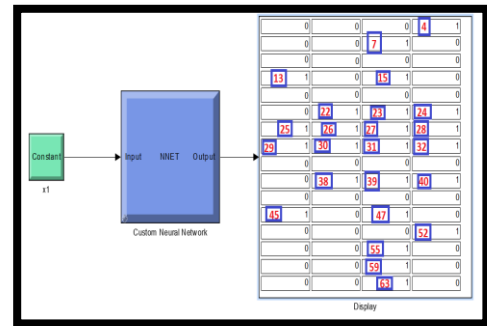 0 0 0 4 1
0 0 7 1 0
0 0 0 0
13 1 0 15 1 0
0 0 0 0
0 22 1 23 1 24 1
25 1 26 1 27 1 28 1
29 1 30 1 31 1 32 1
0 0 0 0
0 38 1 39 1 40 1
0 0 0 0
45 1 0 47 1 0
0 0 0 52 1
0 0 55 1 0
0 0 59 1 0
0 0 63 1 0
Constant
x1
Input NNET Output
Custom Neural Network
Display